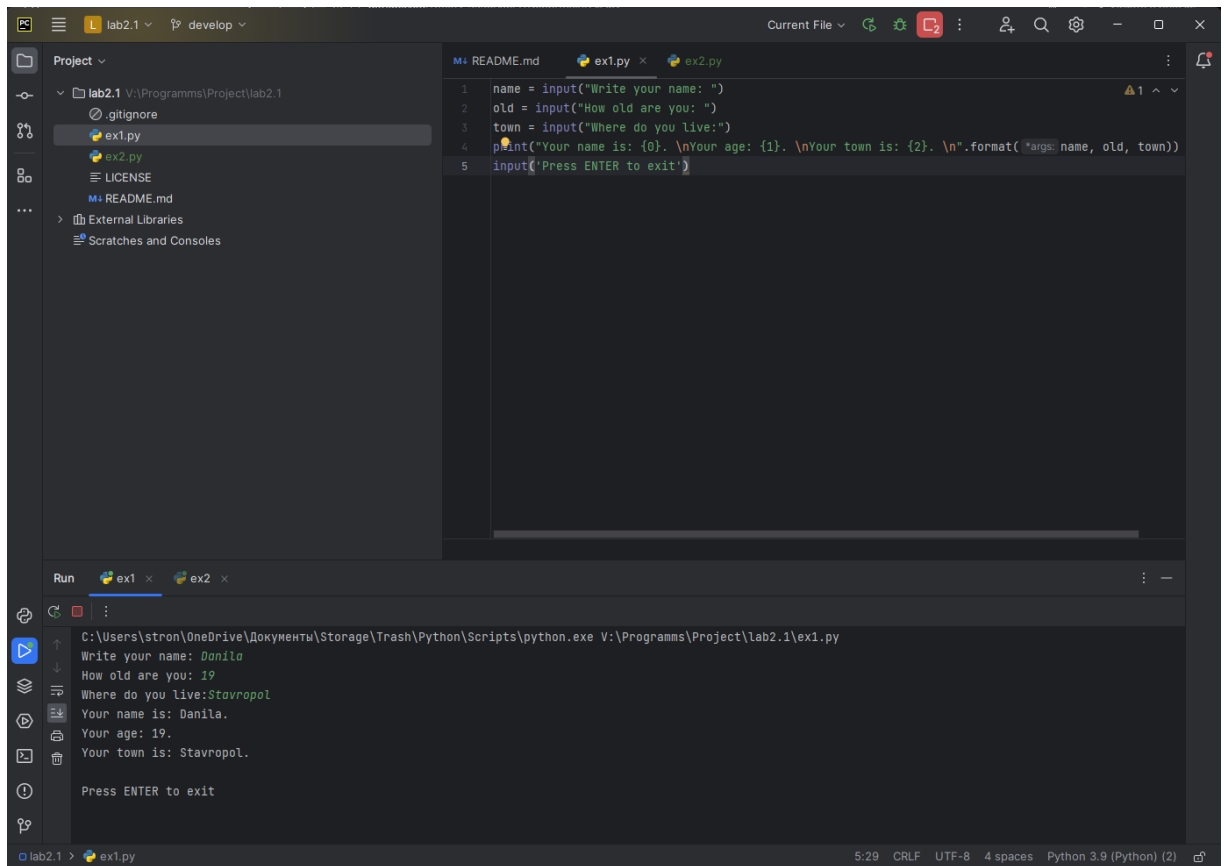 PC L lab2.1 develop Current File 2
Project
lab2.1 V:\Programms\Project\lab2.1
.gitignore
ex1.py
ex2.py
LICENSE
M↓ README.md
External Libraries
Scratches and Consoles
M↓ README.md ex1.py × ex2.py
1 name = input("Write your name: ") 1
2 old = input("How old are you: ")
3 town = input("Where do you live:")
4 print("Your name is: {0}. \nYour age: {1}. \nYour town is: {2}. \n".format( *args: name, old, town))
5 input('Press ENTER to exit')
Run ex1 × ex2 ×
C:\Users\stron\OneDrive\Документы\Storage\Trash\Python\Scripts\python.exe V:\Programms\Project\lab2.1\ex1.py
Write your name: Danila
How old are you: 19
Where do you live:Stavropol
Your name is: Danila.
Your age: 19.
Your town is: Stavropol.
Press ENTER to exit
lab2.1 > ex1.py 5:29 CRLF UTF-8 4 spaces Python 3.9 (Python) (2)